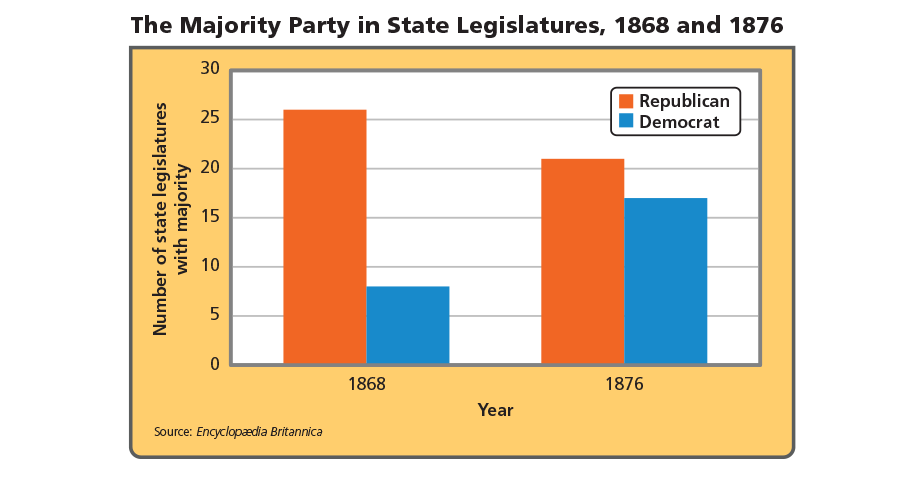 The Majority Party in State Legislatures, 1868 and 1876
Number of state legislatures
with majority
30
25
20
15
10
5
0
Republican
Democrat
1868
1876
Year
Source: Encyclopædia Britannica